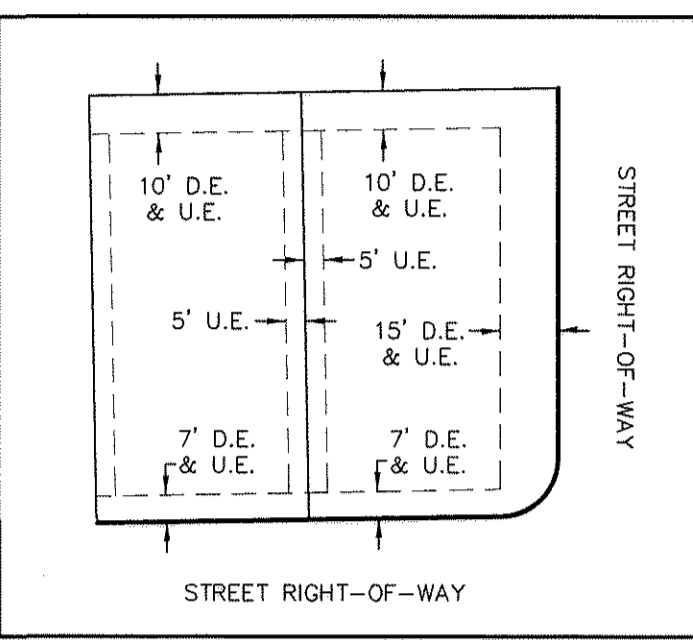 10' D.E.
& U.E.
10' D.E.
& U.E.
5' U.E.
5' U.E.
15' D.E.
& U.E.
7' D.E.
& U.E.
7' D.E.
& U.E.
STREET RIGHT-OF-WAY
STREET RIGHT-OF-WAY